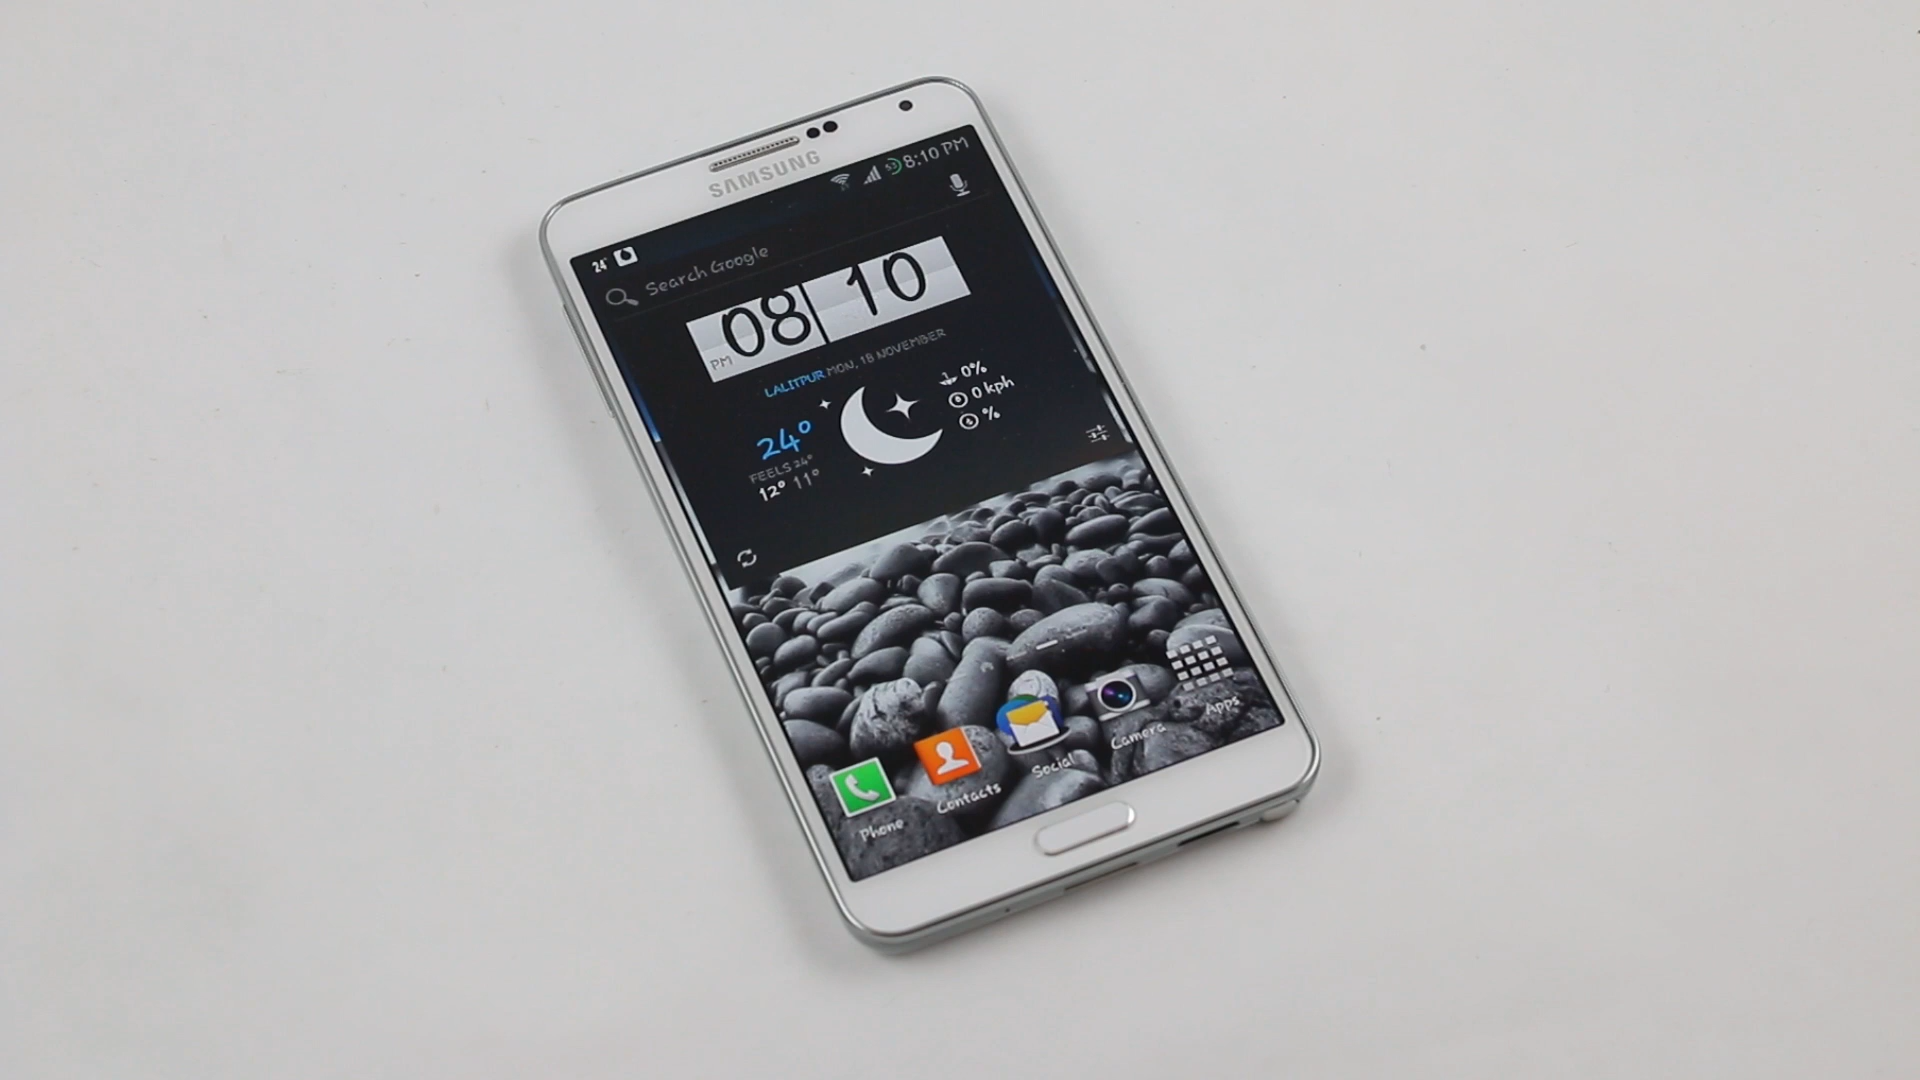 SAMSUNG
8:10 PM
24°
Search Google
PM 08 10
LALITPUR MON, 18 NOVEMBER
24°
FEELS 24°
12° 11°
0%
0 kph
%
Phone
Contacts
Social
Camera
Apps